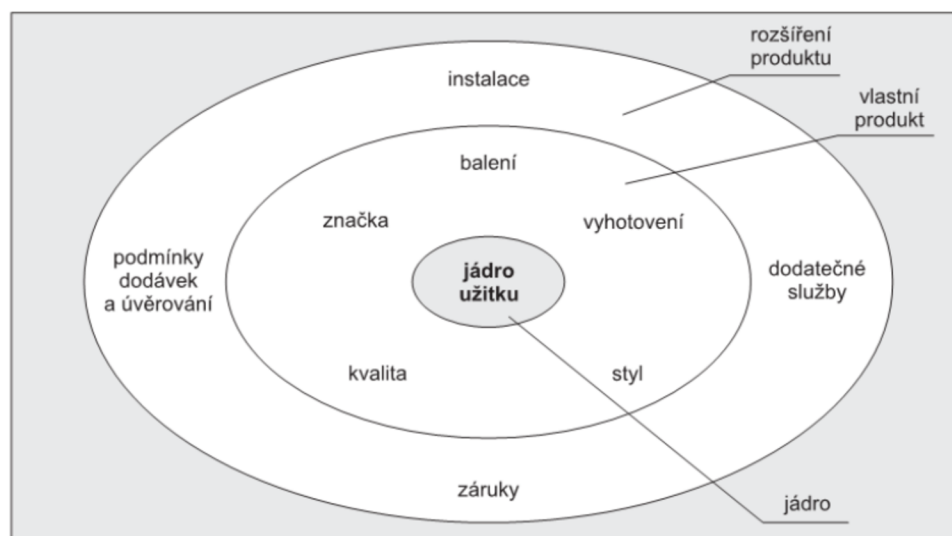 rozšíření
produktu
instalace
vlastní
produkt
balení
značka
vyhotovení
podmínky
dodávek
a úvěrování
jádro
užitku
dodatečné
služby
kvalita
styl
záruky
jádro